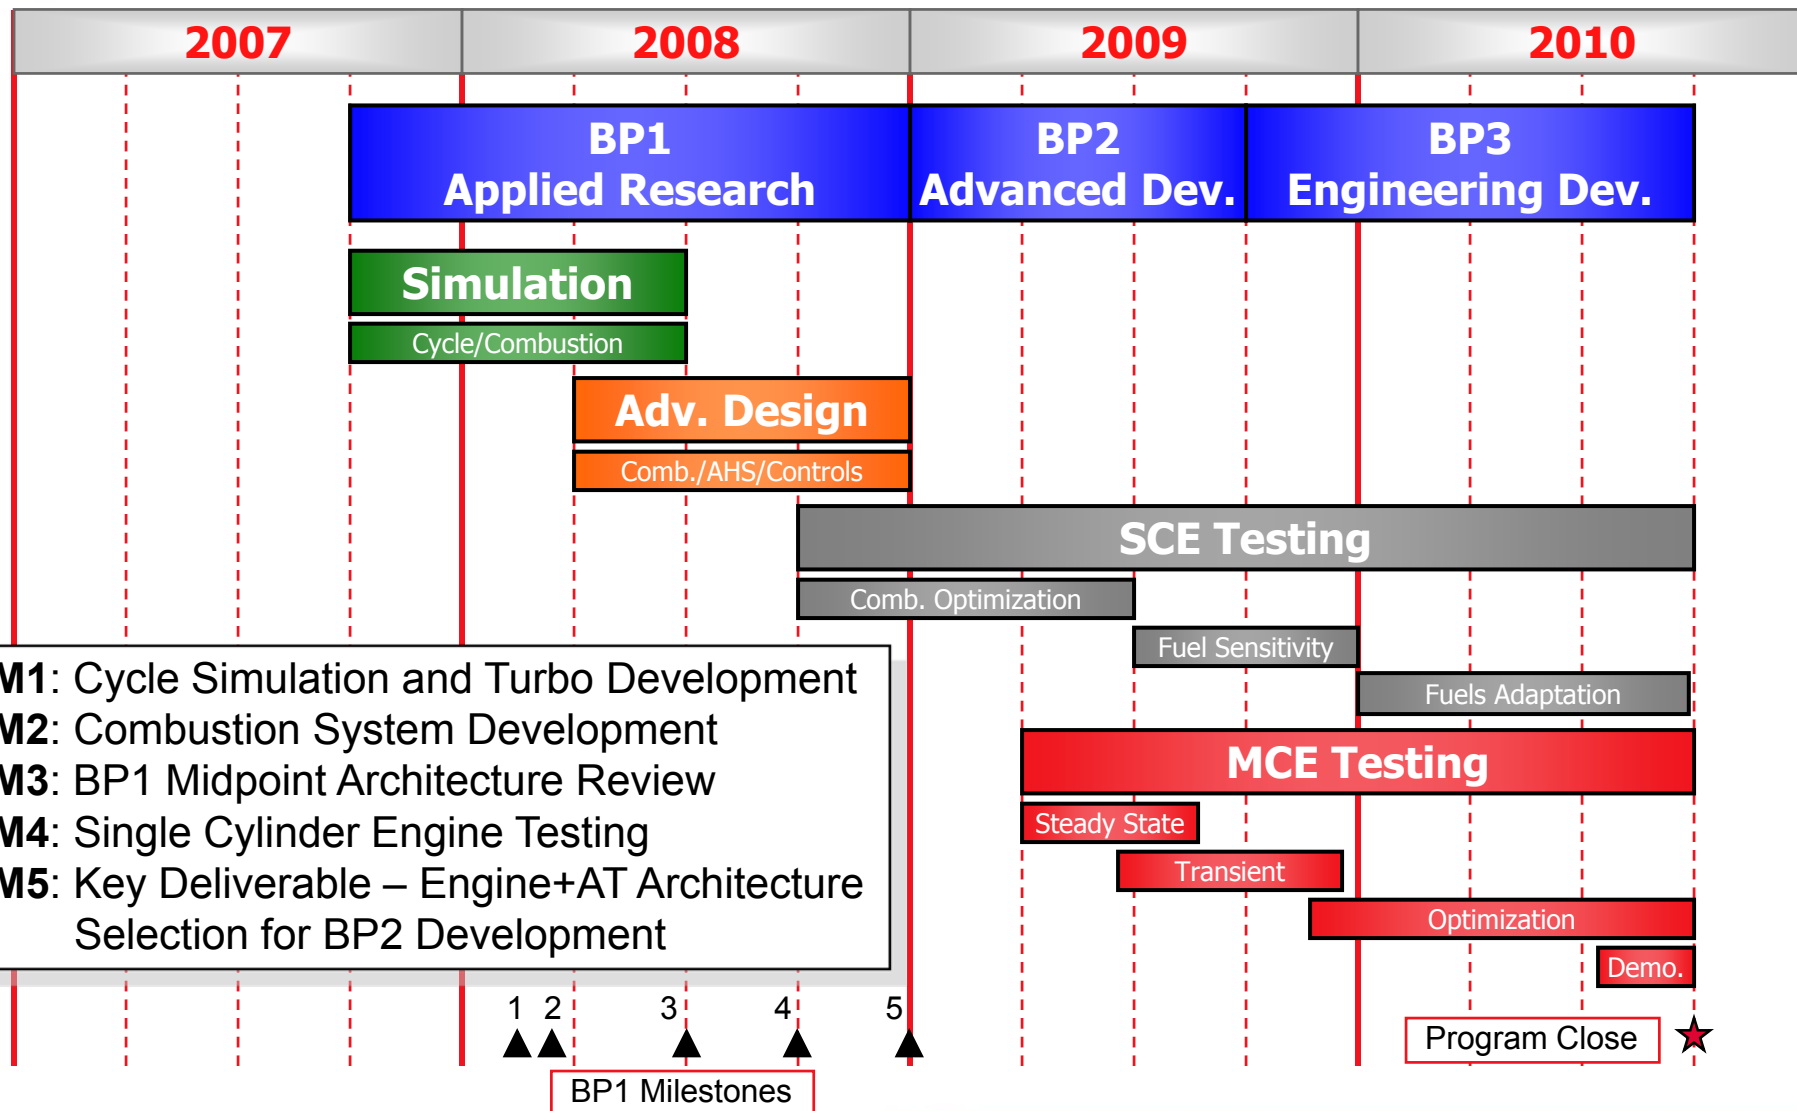 2007 2008 2009 2010
BP1
Applied Research
BP2
Advanced Dev.
BP3
Engineering Dev.
Simulation
Cycle/Combustion
Adv. Design
Comb./AHS/Controls
SCE Testing
Comb. Optimization
Fuel Sensitivity
Fuels Adaptation
MCE Testing
Steady State
Transient
Optimization
Demo.
M1: Cycle Simulation and Turbo Development
M2: Combustion System Development
M3: BP1 Midpoint Architecture Review
M4: Single Cylinder Engine Testing
M5: Key Deliverable – Engine+AT Architecture
Selection for BP2 Development
1 2 3 4 5
Program Close
BP1 Milestones